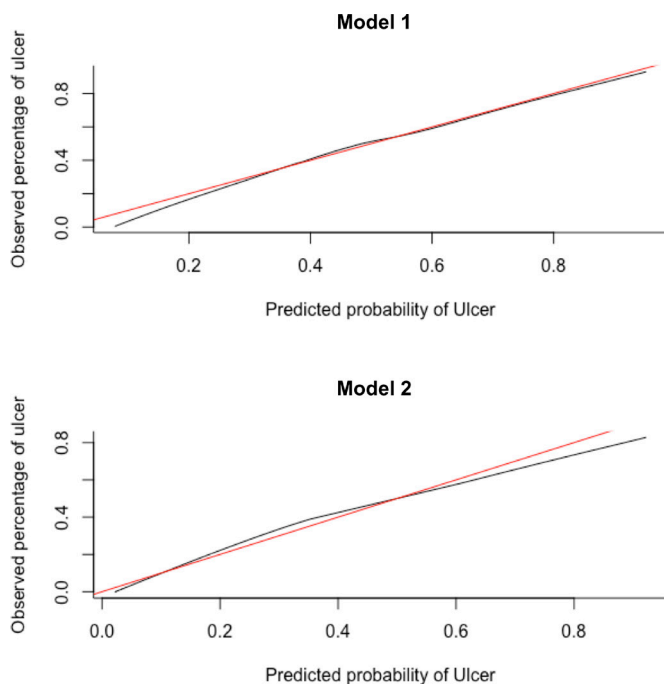 Model 1
Observed percentage of ulcer
0.8
0.4
0.0
0.2 0.4 0.6 0.8
Predicted probability of Ulcer
Model 2
Observed percentage of ulcer
0.8
0.4
0.0
0.0 0.2 0.4 0.6 0.8
Predicted probability of Ulcer